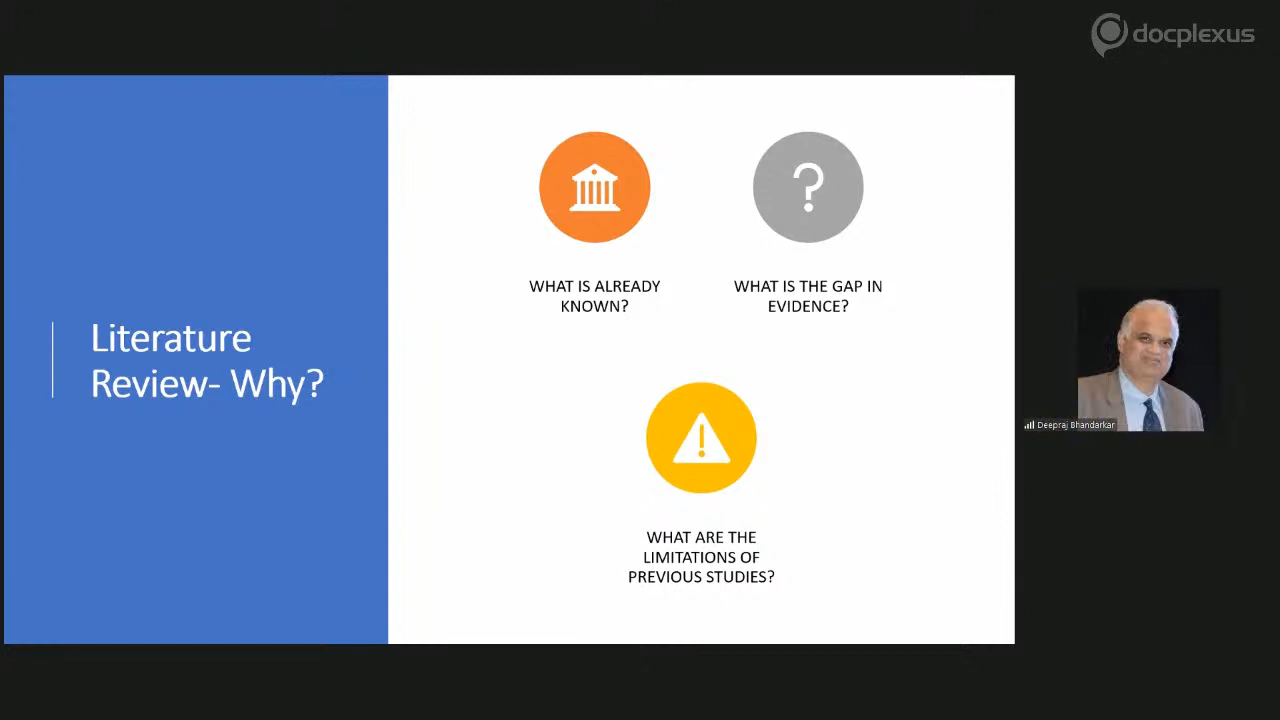 docplexus
Literature
Review- Why?
WHAT IS ALREADY
KNOWN?
WHAT IS THE GAP IN
EVIDENCE?
WHAT ARE THE
LIMITATIONS OF
PREVIOUS STUDIES?
Deepraj Bhandarkar